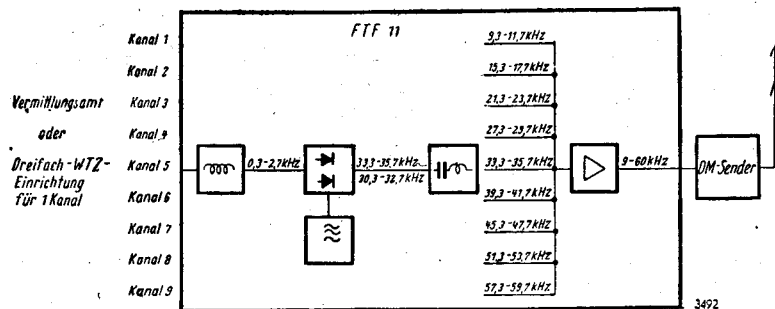 FTF 11
Kanal 1
Kanal 2
Kanal 3
Kanal 4
Kanal 5
Kanal 6
Kanal 7
Kanal 8
Kanal 9
Vermittlungsamt
oder
Dreifach-WTZ-
Einrichtung
für 1 Kanal
0,3-2,7kHz
33,3-35,7kHz
30,3-32,7kHz
9,3-11,7kHz
15,3-17,7kHz
21,3-23,7kHz
27,3-29,7kHz
33,3-35,7kHz
39,3-41,7kHz
45,3-47,7kHz
51,3-53,7kHz
57,3-59,7kHz
9-60kHz
DM-Sender
3492